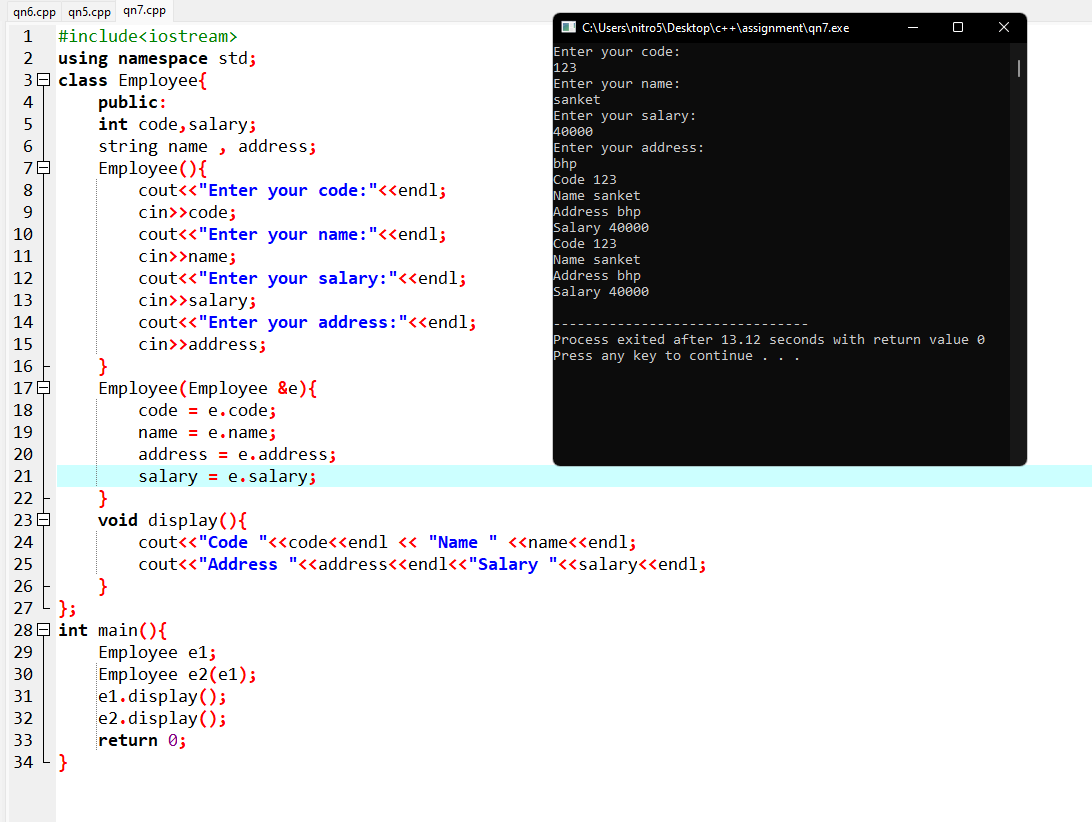 qn6.cpp qn5.cpp qn7.cpp
1 #include<iostream>
2 using namespace std;
3 class Employee{
4 public:
5 int code,salary;
6 string name , address;
7 Employee(){
8 cout<<"Enter your code:"<<endl;
9 cin>>code;
10 cout<<"Enter your name:"<<endl;
11 cin>>name;
12 cout<<"Enter your salary:"<<endl;
13 cin>>salary;
14 cout<<"Enter your address:"<<endl;
15 cin>>address;
16 }
17 Employee(Employee &e){
18 code = e.code;
19 name = e.name;
20 address = e.address;
21 salary = e.salary;
22 }
23 void display(){
24 cout<<"Code "<<code<<endl << "Name " <<name<<endl;
25 cout<<"Address "<<address<<endl<<"Salary "<<salary<<endl;
26 }
27 };
28 int main(){
29 Employee e1;
30 Employee e2(e1);
31 e1.display();
32 e2.display();
33 return 0;
34 }
C:\Users\nitro5\Desktop\c++\assignment\qn7.exe
Enter your code:
123
Enter your name:
sanket
Enter your salary:
40000
Enter your address:
bhp
Code 123
Name sanket
Address bhp
Salary 40000
Code 123
Name sanket
Address bhp
Salary 40000
--------------------------------
Process exited after 13.12 seconds with return value 0
Press any key to continue . . .